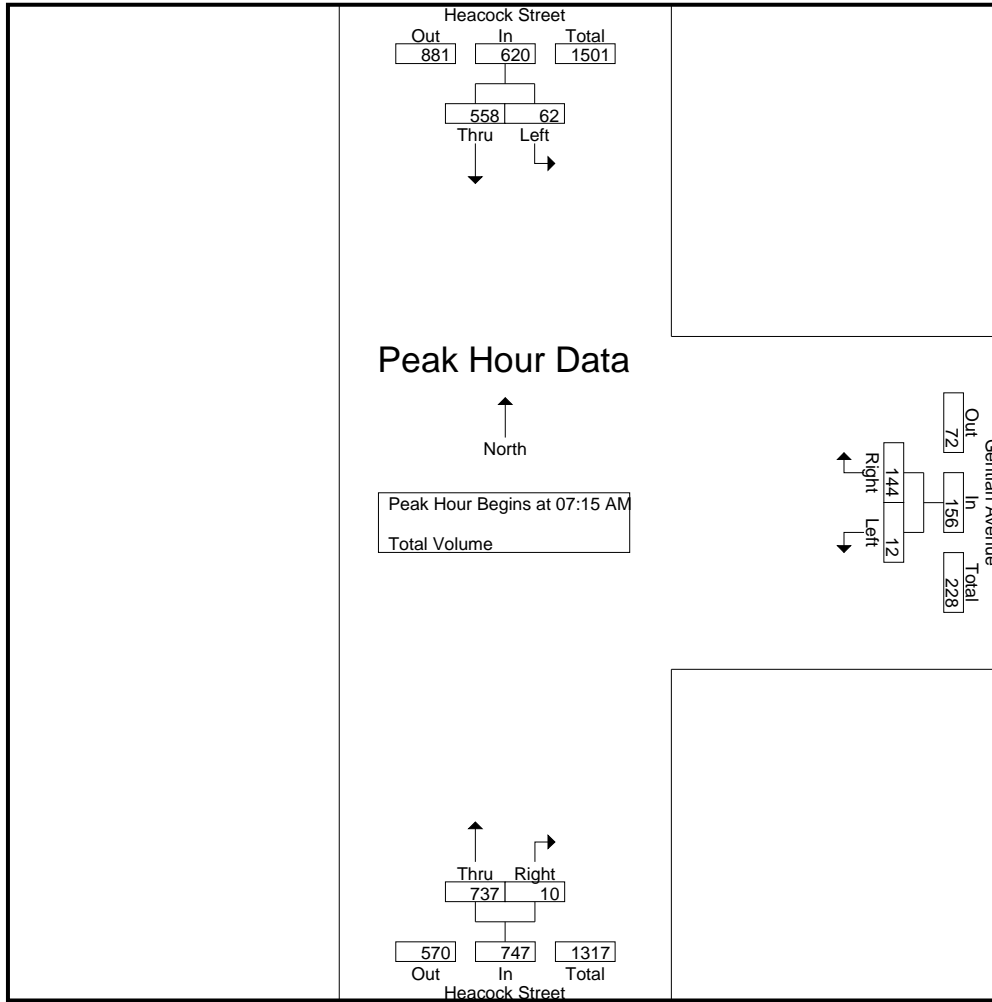 Heacock Street
Out In Total
881 620 1501
558 62
Thru Left
Peak Hour Data
North
Peak Hour Begins at 07:15 AM
Total Volume
Gentian Avenue
Out In Total
72 156 228
Right Left
144 12
Thru Right
737 10
570 747 1317
Out In Total
Heacock Street